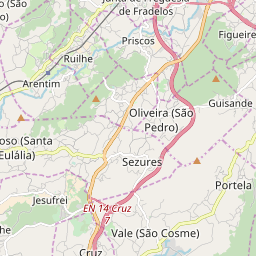 Junta de Freguesia
de Fradelos
ão (São
o)
Priscos
Figueire
Ruilhe
Arentim
Guisande
Oliveira (São
Pedro)
oso (Santa
Eulália)
Sezures
Portela
Jesufrei
EN 14 Cruz
7
Vale (São Cosme)
Cruz